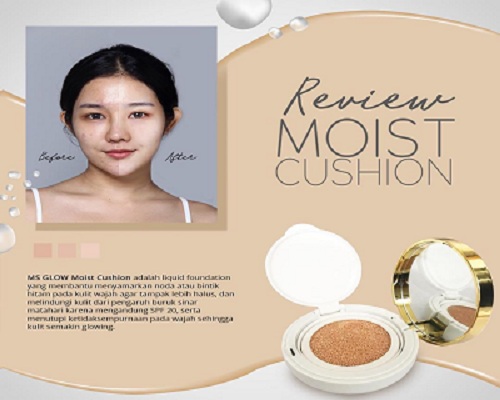 Review
MOIST
CUSHION
Before
After
MS GLOW Moist Cushion adalah liquid foundation
yang membantu menyamarkan noda atau bintik
hitam pada kulit wajah agar tampak lebih halus, dan
melindungi kulit dari pengaruh buruk sinar
matahari karena mengandung SPF 20, serta
menutupi ketidaksempurnaan pada wajah sehingga
kulit semakin glowing.